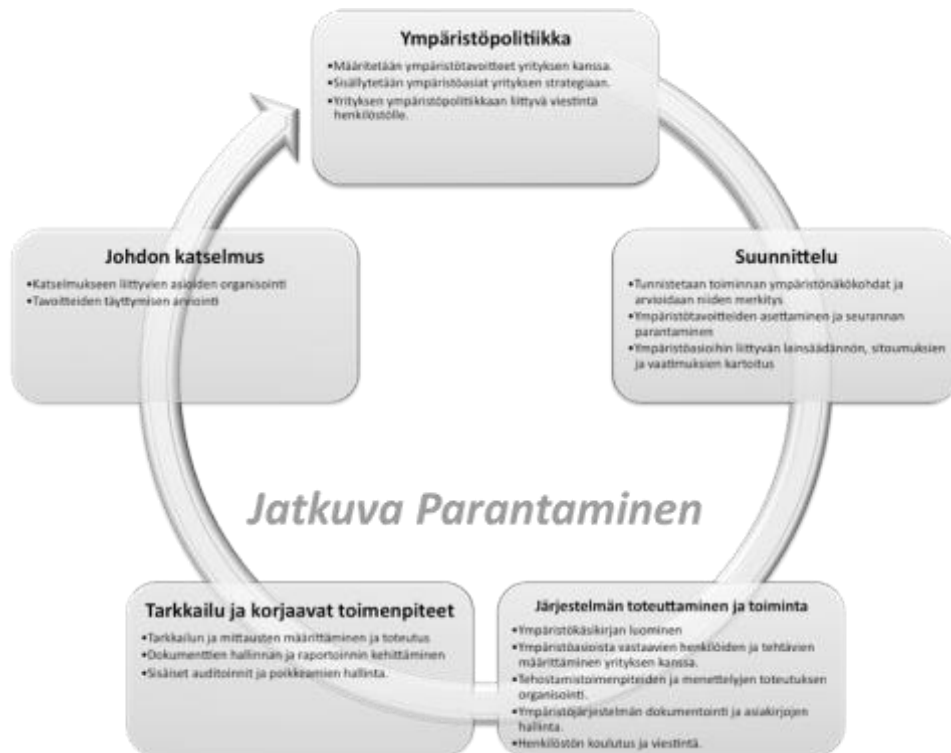 Ympäristöpolitiikka
•Määritetään ympäristötavoitteet yrityksen kanssa.
•Sisällytetään ympäristöasiat yrityksen strategiaan.
•Yrityksen ympäristöpolitiikkaan liittyvä viestintä
henkilöstölle.
Suunnittelu
•Tunnistetaan toiminnan ympäristönäkökohdat ja
arvioidaan niiden merkitys
•Ympäristötavoitteiden asettaminen ja seurannan
parantaminen
•Ympäristöasioihin liittyvän lainsäädännön, sitoumuksien
ja vaatimuksien kartoitus
Järjestelmän toteuttaminen ja toiminta
•Ympäristökäsikirjan luominen
•Ympäristöasioista vastaavien henkilöiden ja tehtävien
määrittäminen yrityksen kanssa.
•Tehostamistoimenpiteiden ja menettelyjen toteutuksen
organisointi.
•Ympäristöjärjestelmän dokumentointi ja asiakirjojen
hallinta.
•Henkilöstön koulutus ja viestintä.
Tarkkailu ja korjaavat toimenpiteet
•Tarkkailun ja mittausten määrittäminen ja toteutus
•Dokumenttien hallinnan ja raportoinnin kehittäminen
•Sisäiset auditoinnit ja poikkeamien hallinta.
Johdon katselmus
•Katselmukseen liittyvien asioiden organisointi
•Tavoitteiden täyttymisen arviointi
Jatkuva Parantaminen